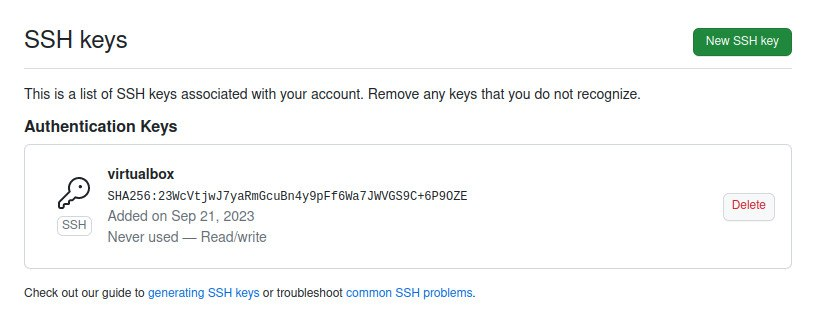 SSH keys
New SSH key
This is a list of SSH keys associated with your account. Remove any keys that you do not recognize.
Authentication Keys
virtualbox
SHA256:23WcVtjwJ7yaRmGcuBn4y9pFf6Wa7JWVGS9C+6P9OZE
Added on Sep 21, 2023
Never used — Read/write
SSH
Delete
Check out our guide to generating SSH keys or troubleshoot common SSH problems.